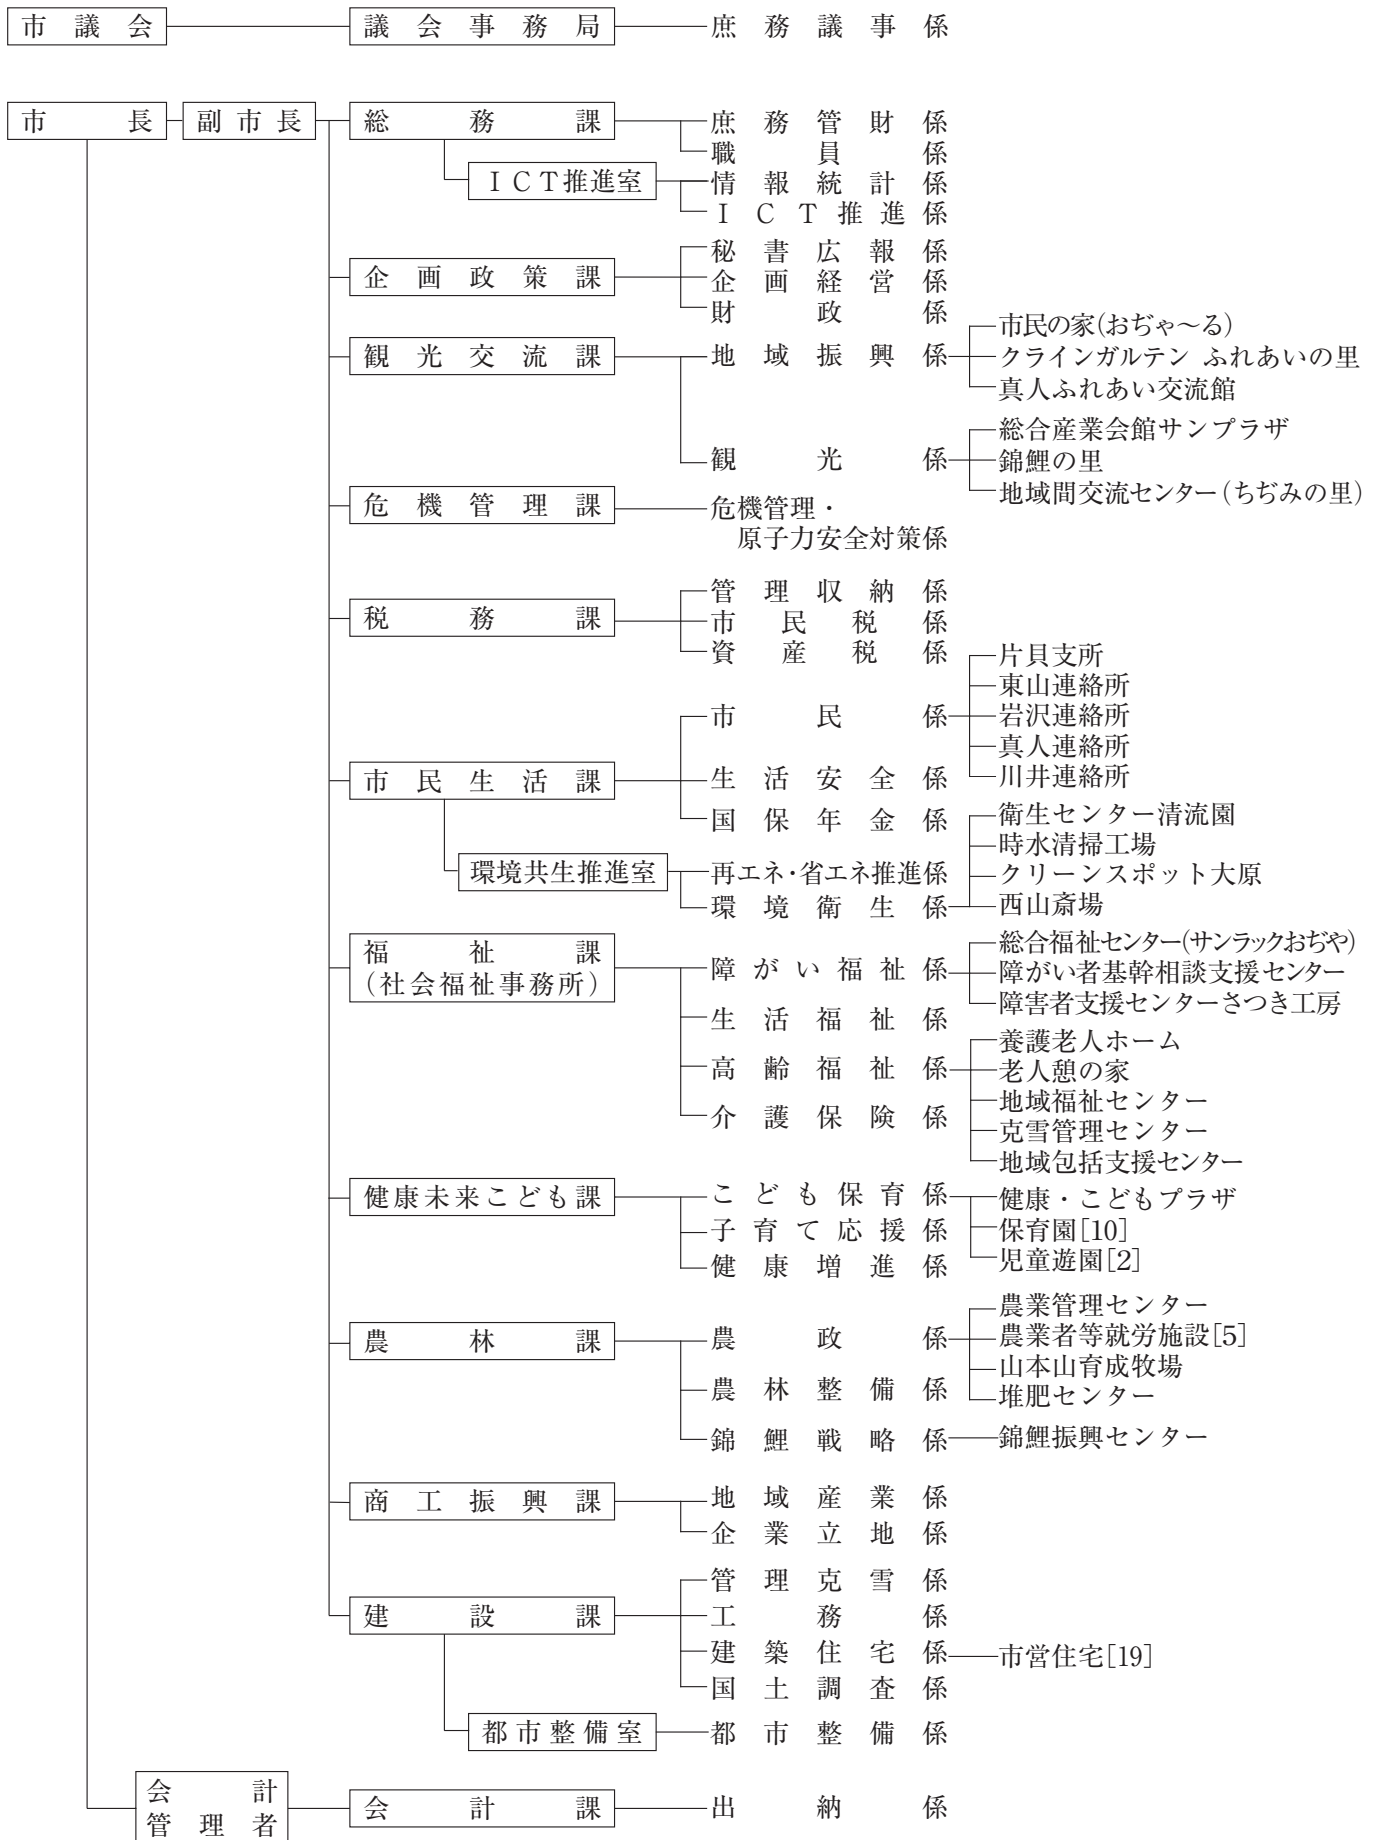 市議会 議会事務局 庶務議事係
市長 副市長 総務課 庶務管財係
職員係
ICT推進室 情報統計係
ICT推進係
秘書広報係
企画政策課 企画経営係
財政係
市民の家(おぢゃ〜る)
観光交流課 地域振興係 クラインガルテン ふれあいの里
真人ふれあい交流館
総合産業会館サンプラザ
観光係 錦鯉の里
地域間交流センター(ちぢみの里)
危機管理課 危機管理・
原子力安全対策係
管理収納係
税務課 市民税係
資産税係
片貝支所
東山連絡所
市民係 岩沢連絡所
真人連絡所
市民生活課 生活安全係 川井連絡所
国保年金係 衛生センター清流園
時水清掃工場
環境共生推進室 再エネ・省エネ推進係 クリーンスポット大原
環境衛生係 西山斎場
福祉課 総合福祉センター(サンラックおぢや)
(社会福祉事務所) 障がい福祉係 障がい者基幹相談支援センター
障害者支援センターさつき工房
生活福祉係
養護老人ホーム
高齢福祉係 老人憩の家
地域福祉センター
介護保険係 克雪管理センター
地域包括支援センター
健康未来こども課 こども保育係 健康・こどもプラザ
子育て応援係 保育園[10]
健康増進係 児童遊園[2]
農業管理センター
農林課 農政係 農業者等就労施設[5]
山本山育成牧場
農林整備係 堆肥センター
錦鯉戦略係 錦鯉振興センター
商工振興課 地域産業係
企業立地係
管理克雪係
建設課 工務係
建築住宅係 市営住宅[19]
国土調査係
都市整備室 都市整備係
会計
管理者 会計課 出納係